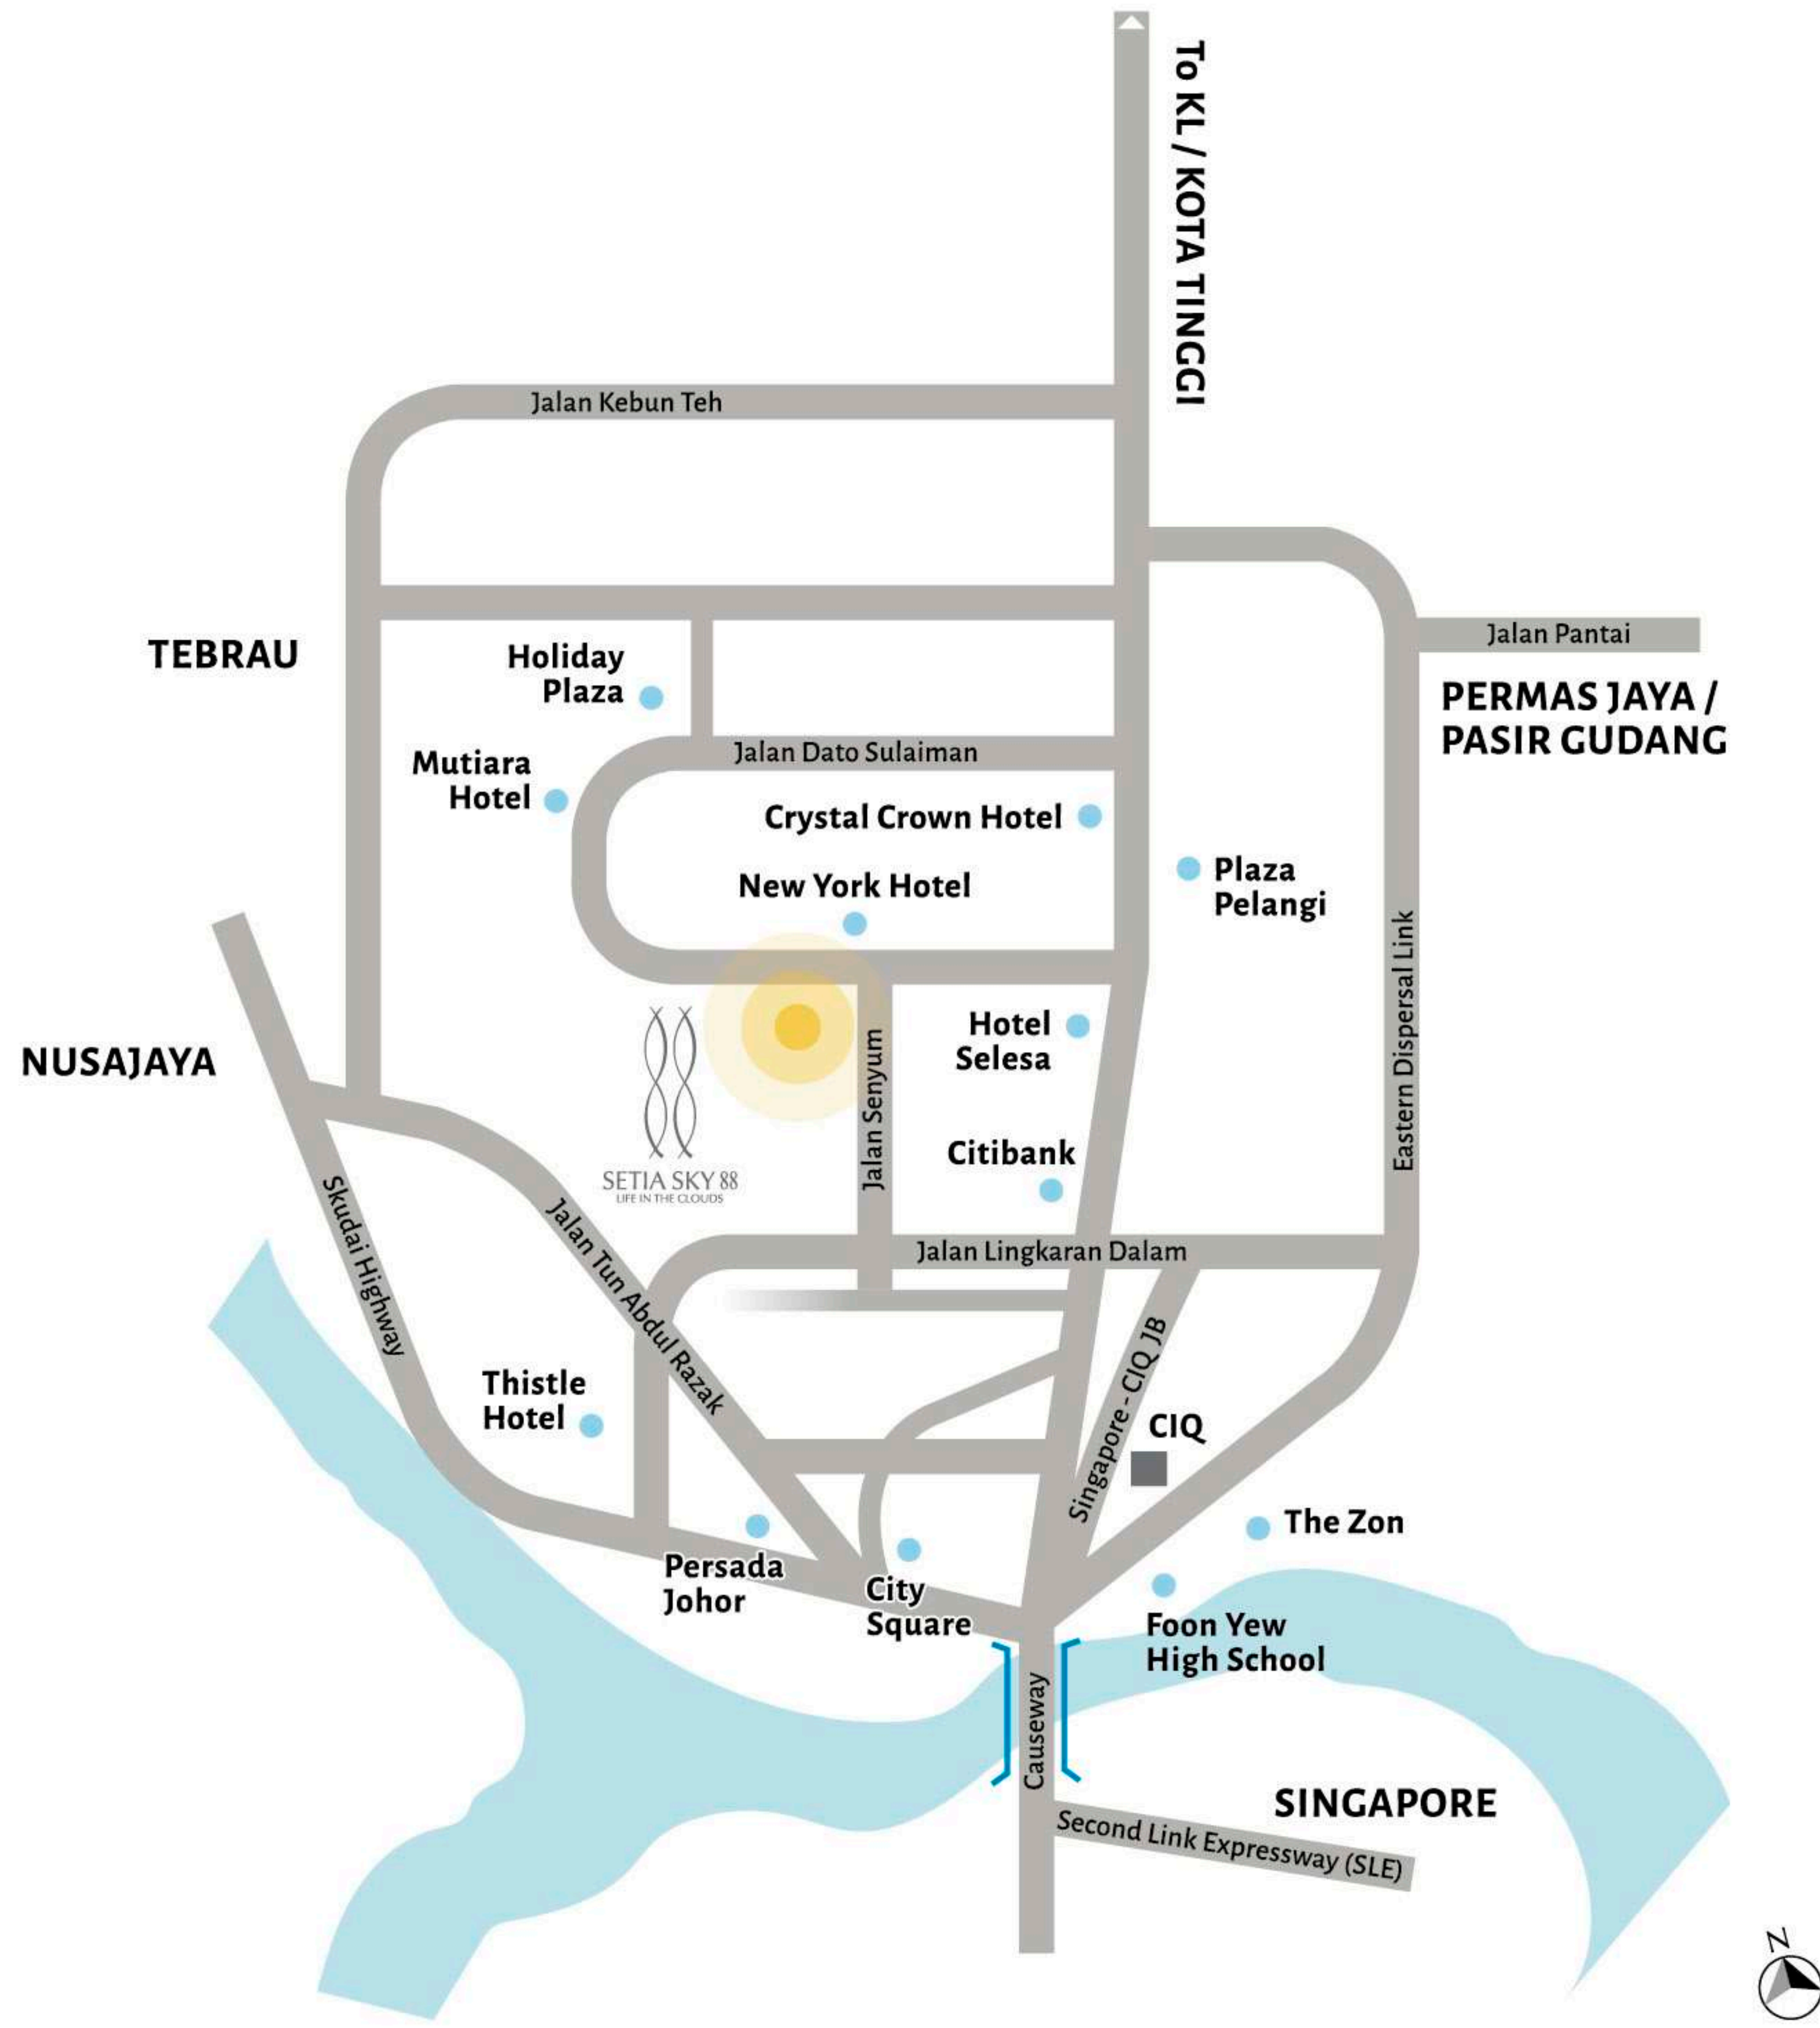 To KL / KOTA TINGGI
Jalan Kebun Teh
Jalan Pantai
TEBRAU
Holiday
Plaza
PERMAS JAYA /
PASIR GUDANG
Jalan Dato Sulaiman
Mutiara
Hotel
Crystal Crown Hotel
Plaza
Pelangi
New York Hotel
Eastern Dispersal Link
NUSAJAYA
Hotel
Selesa
Jalan Senyum
Citibank
SETIA SKY 88
LIFE IN THE CLOUDS
Skudai Highway
Jalan Tun Abdul Razak
Jalan Lingkaran Dalam
Singapore - CIQ JB
Thistle
Hotel
CIQ
The Zon
Persada
Johor
City
Square
Foon Yew
High School
Causeway
SINGAPORE
Second Link Expressway (SLE)
N